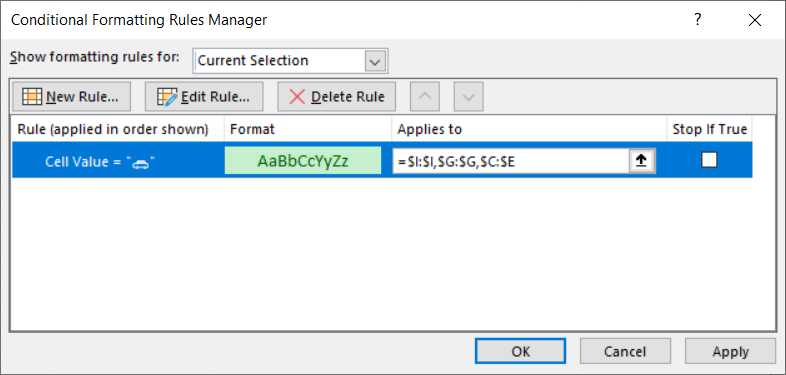 Conditional Formatting Rules Manager ? ×
Show formatting rules for: Current Selection
New Rule... Edit Rule... Delete Rule
Rule (applied in order shown) Format Applies to Stop If True
Cell Value = "🚗" AaBbCcYyZz =$I:$I,$G:$G,$C:$E
OK Cancel Apply